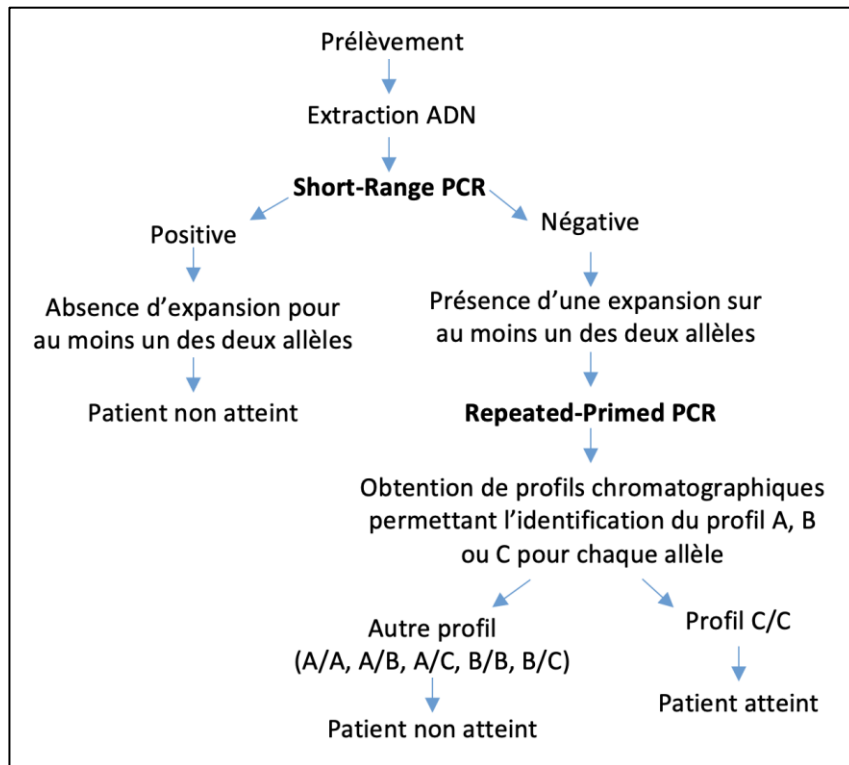 Prélèvement
Extraction ADN
Short-Range PCR
Positive
Négative
Absence d’expansion pour
au moins un des deux allèles
Présence d’une expansion sur
au moins un des deux allèles
Patient non atteint
Repeated-Primed PCR
Obtention de profils chromatographiques
permettant l’identification du profil A, B
ou C pour chaque allèle
Autre profil
(A/A, A/B, A/C, B/B, B/C)
Profil C/C
Patient non atteint
Patient atteint